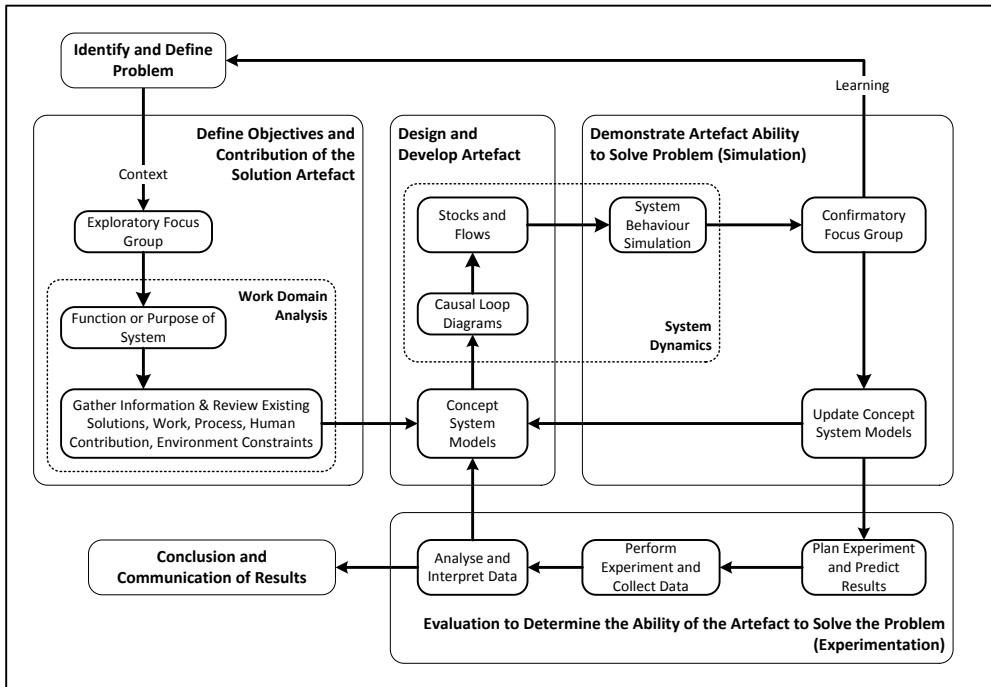 Identify and Define
Problem
Learning
Define Objectives and
Contribution of the
Solution Artefact
Design and
Develop Artefact
Demonstrate Artefact Ability
to Solve Problem (Simulation)
Context
Exploratory Focus
Group
Stocks and
Flows
System
Behaviour
Simulation
Confirmatory
Focus Group
Work Domain
Analysis
Function or Purpose of
System
Causal Loop
Diagrams
System
Dynamics
Gather Information & Review Existing
Solutions, Work, Process, Human
Contribution, Environment Constraints
Concept
System
Models
Update Concept
System Models
Conclusion and
Communication of Results
Analyse and
Interpret Data
Perform
Experiment and
Collect Data
Plan Experiment
and Predict
Results
Evaluation to Determine the Ability of the Artefact to Solve the Problem
(Experimentation)